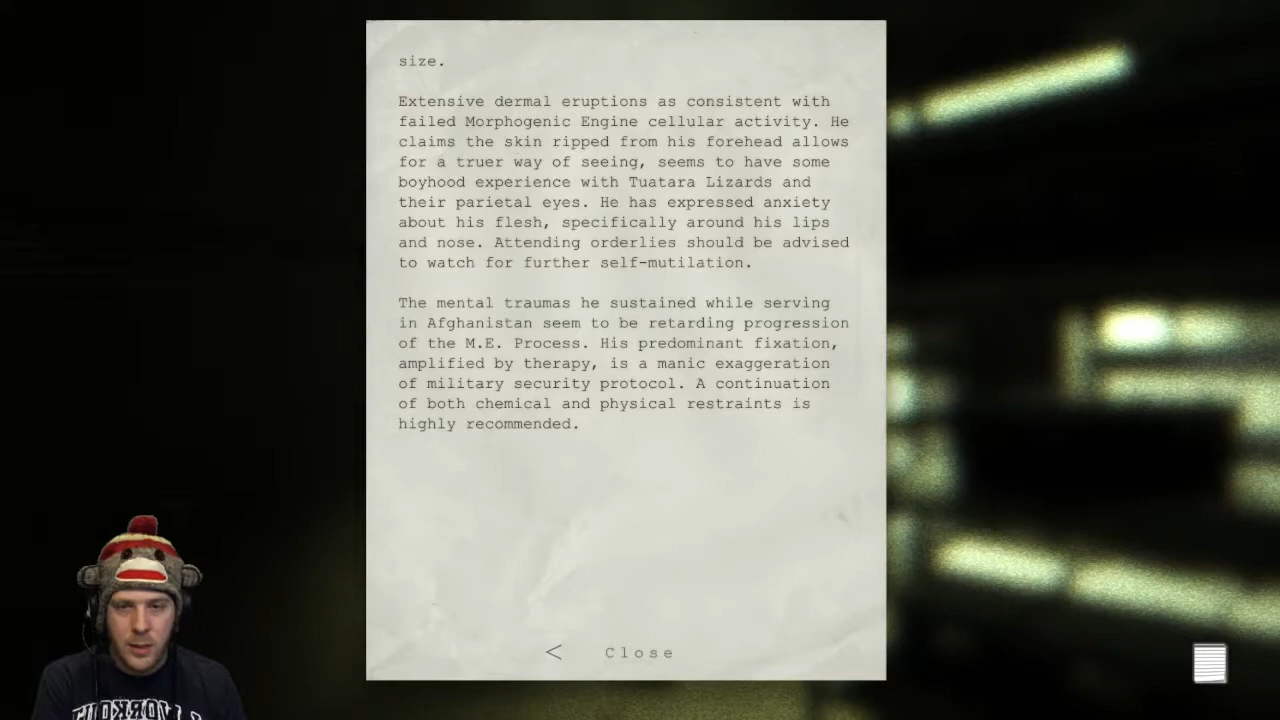 size.
Extensive dermal eruptions as consistent with
failed Morphogenic Engine cellular activity. He
claims the skin ripped from his forehead allows
for a truer way of seeing, seems to have some
boyhood experience with Tuatara Lizards and
their parietal eyes. He has expressed anxiety
about his flesh, specifically around his lips
and nose. Attending orderlies should be advised
to watch for further self-mutilation.
The mental traumas he sustained while serving
in Afghanistan seem to be retarding progression
of the M.E. Process. His predominant fixation,
amplified by therapy, is a manic exaggeration
of military security protocol. A continuation
of both chemical and physical restraints is
highly recommended.
< Close